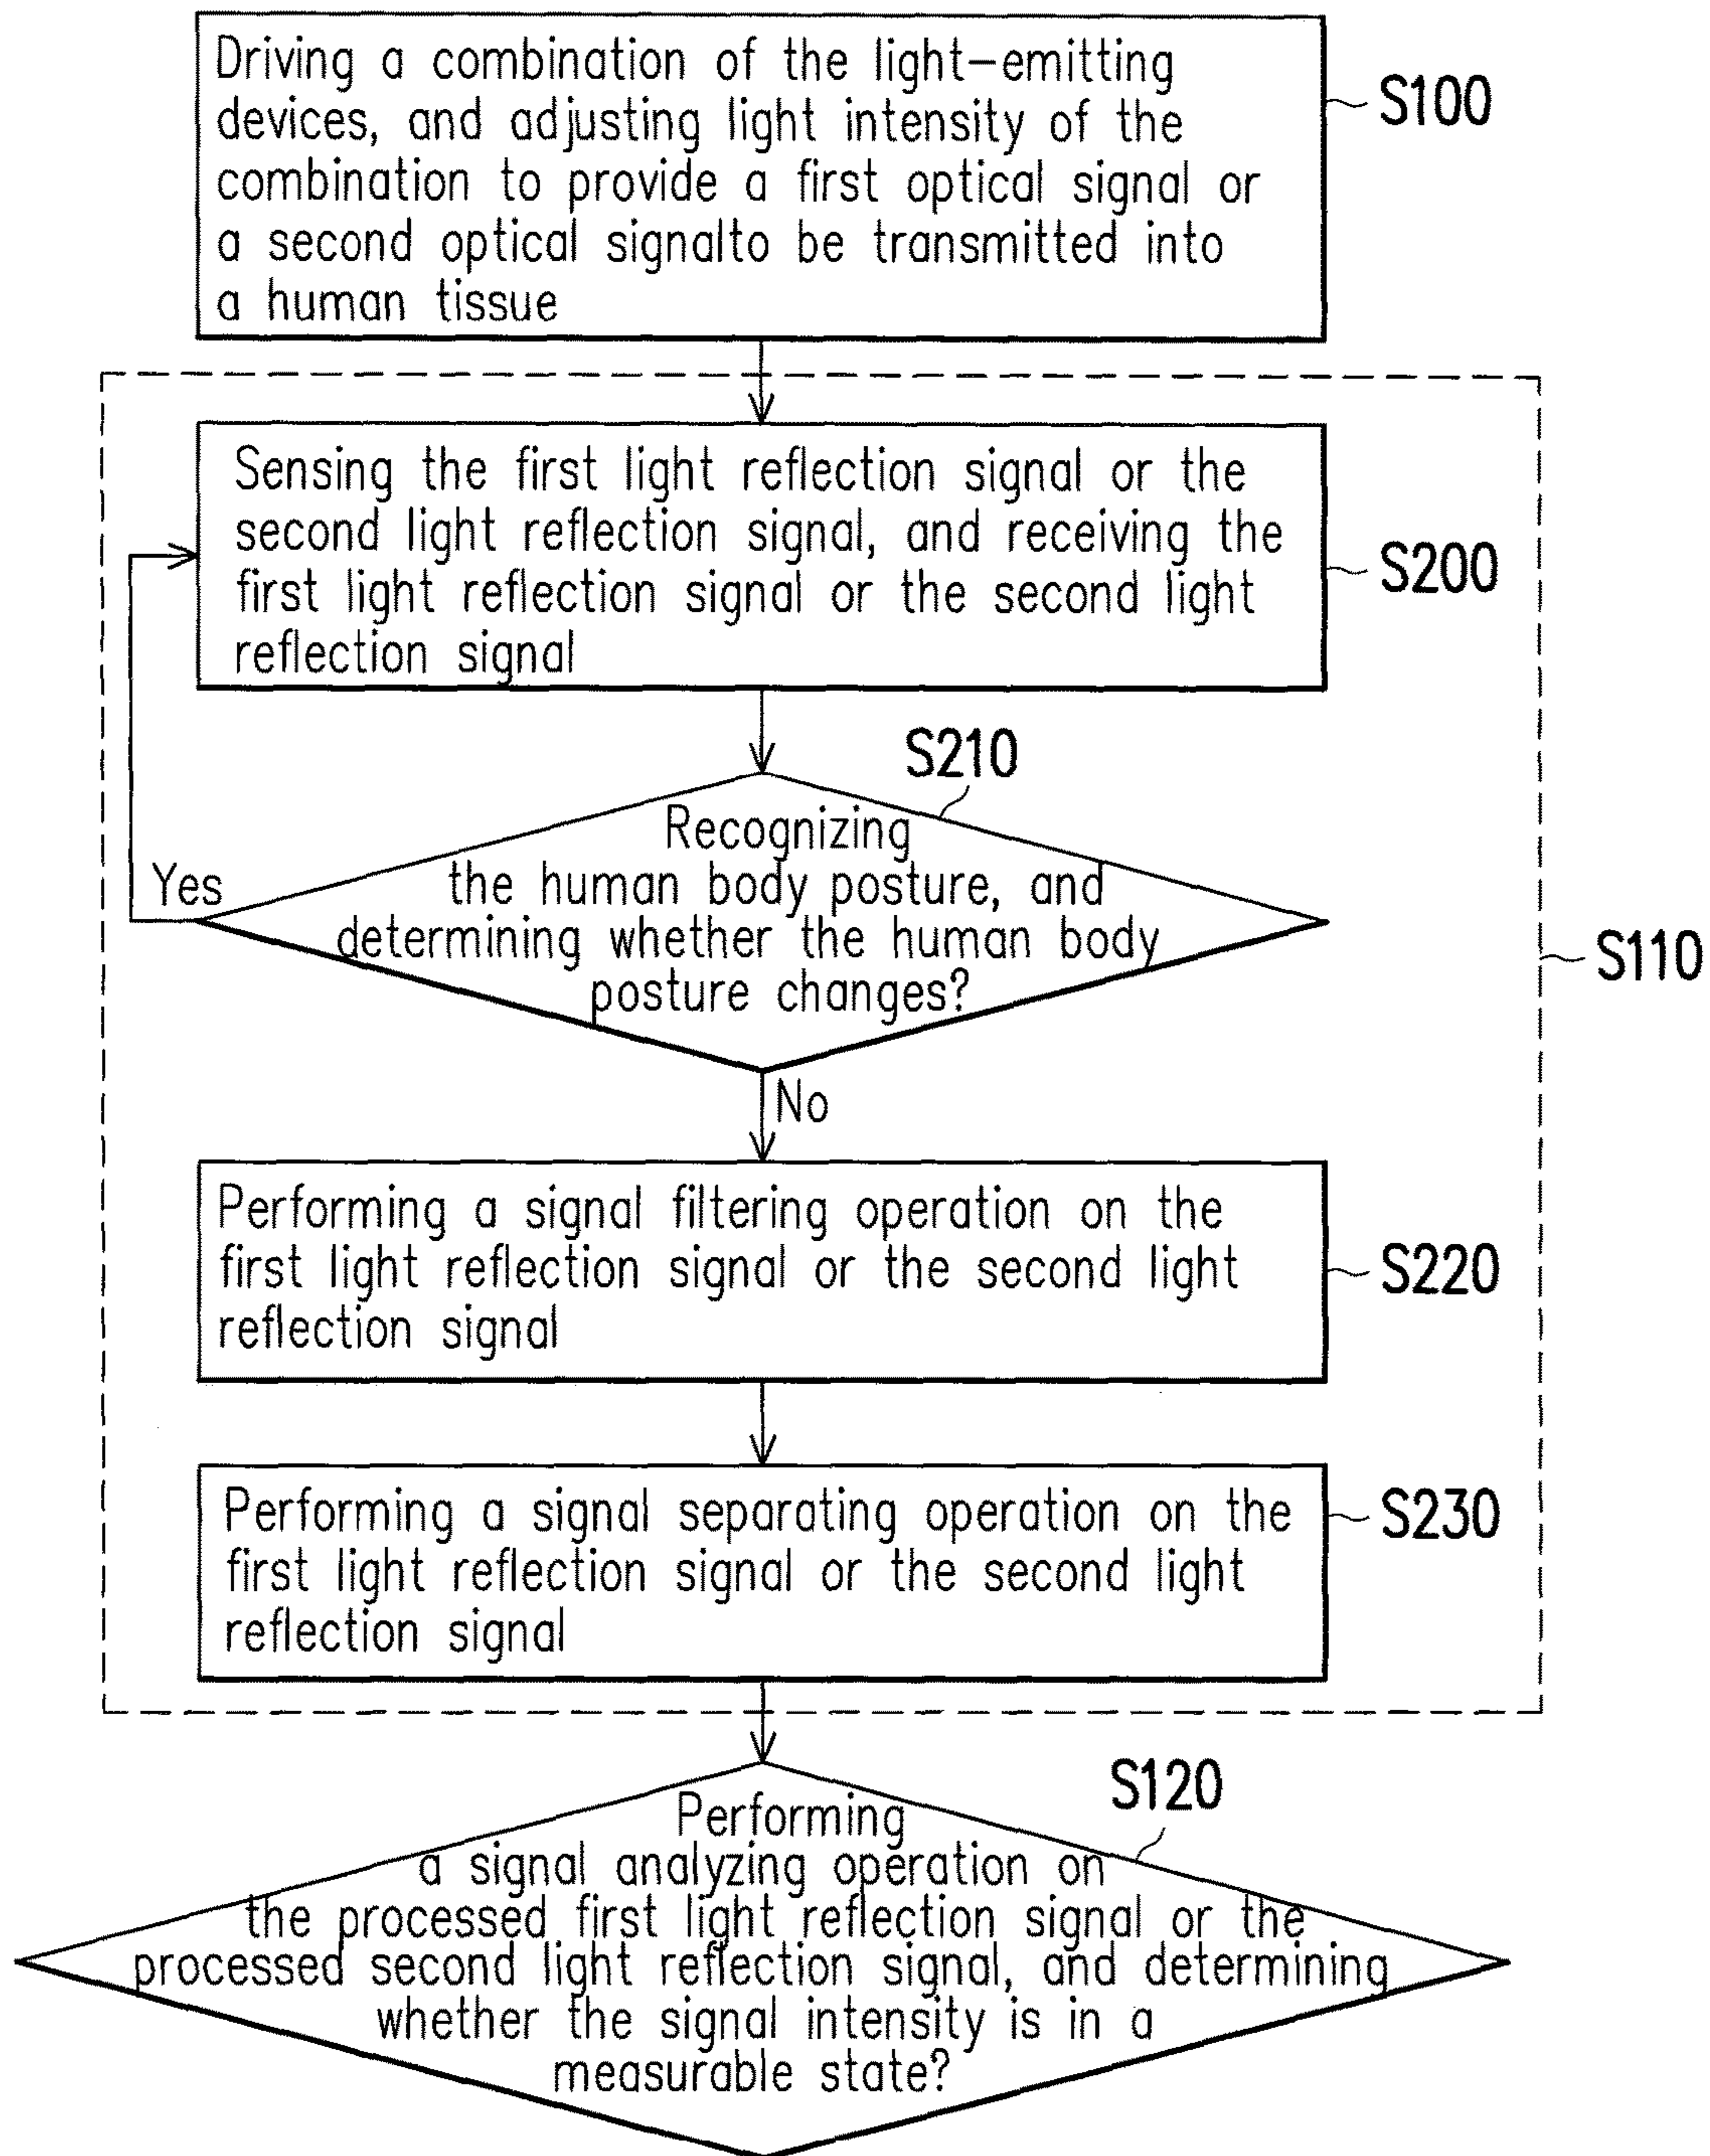 Driving a combination of the light-emitting
devices, and adjusting light intensity of the
combination to provide a first optical signal or
a second optical signalto be transmitted into
a human tissue
S100
Sensing the first light reflection signal or the
second light reflection signal, and receiving the
first light reflection signal or the second light
reflection signal
S200
S210
Recognizing
the human body posture, and
determining whether the human body
posture changes?
Yes
S110
No
Performing a signal filtering operation on the
first light reflection signal or the second light
reflection signal
S220
Performing a signal separating operation on the
first light reflection signal or the second light
reflection signal
S230
S120
Performing
a signal analyzing operation on
the processed first light reflection signal or the
processed second light reflection signal, and determining
whether the signal intensity is in a
measurable state?